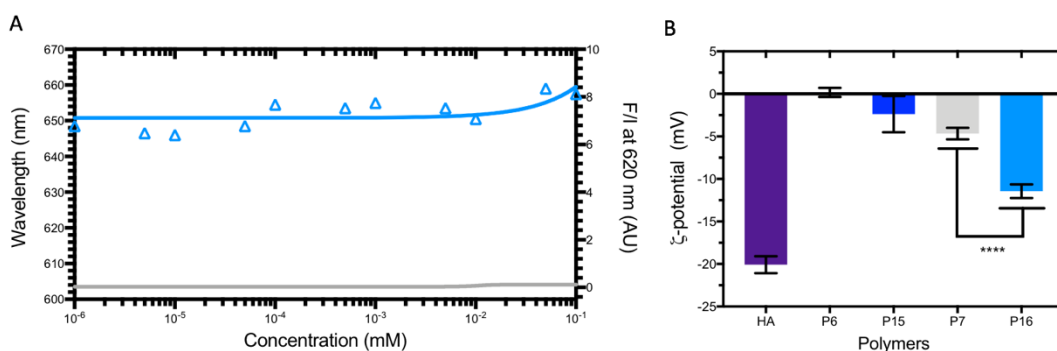 A
Wavelength (nm)
670
660
650
640
630
620
610
600
10
8
6
4
2
0
F/I at 620 nm (AU)
10-6
10-5
10-4
10-3
10-2
10-1
Concentration (mM)
B
ζ-potential (mV)
5
0
-5
-10
-15
-20
-25
****
HA
P6
P15
P7
P16
Polymers